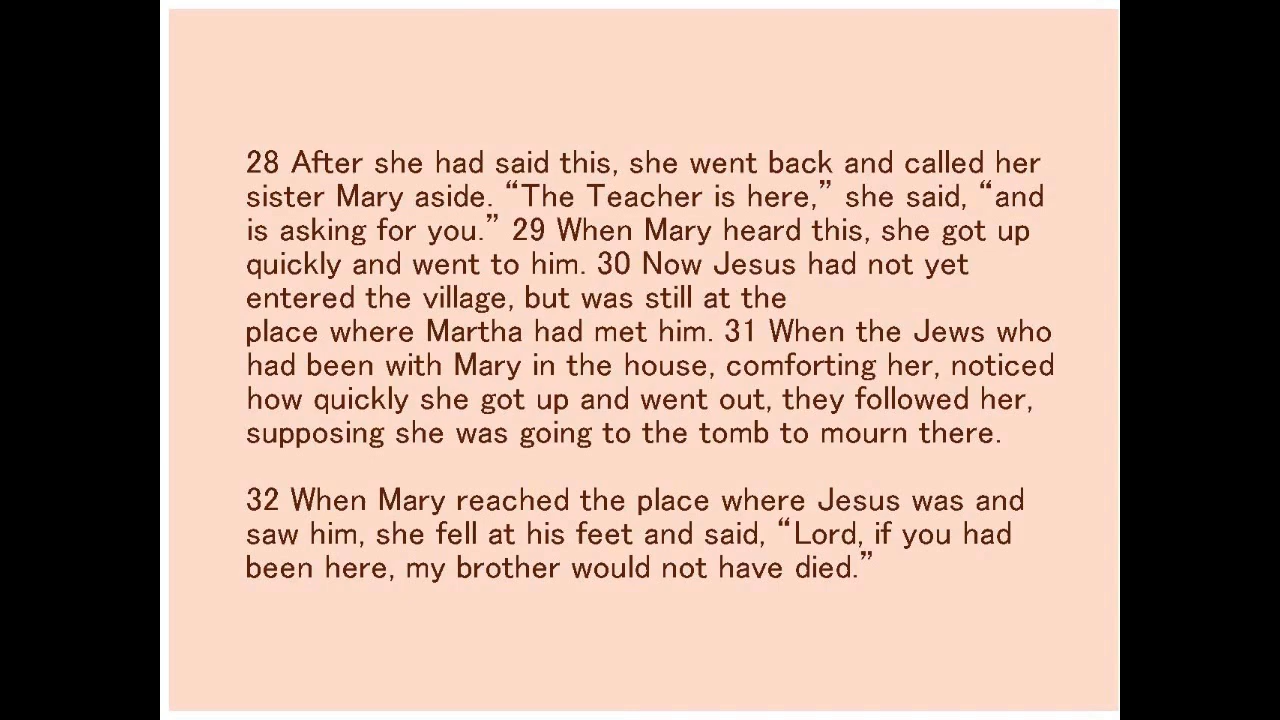 28 After she had said this, she went back and called her
sister Mary aside. “The Teacher is here,” she said, “and
is asking for you.” 29 When Mary heard this, she got up
quickly and went to him. 30 Now Jesus had not yet
entered the village, but was still at the
place where Martha had met him. 31 When the Jews who
had been with Mary in the house, comforting her, noticed
how quickly she got up and went out, they followed her,
supposing she was going to the tomb to mourn there.
32 When Mary reached the place where Jesus was and
saw him, she fell at his feet and said, “Lord, if you had
been here, my brother would not have died.”